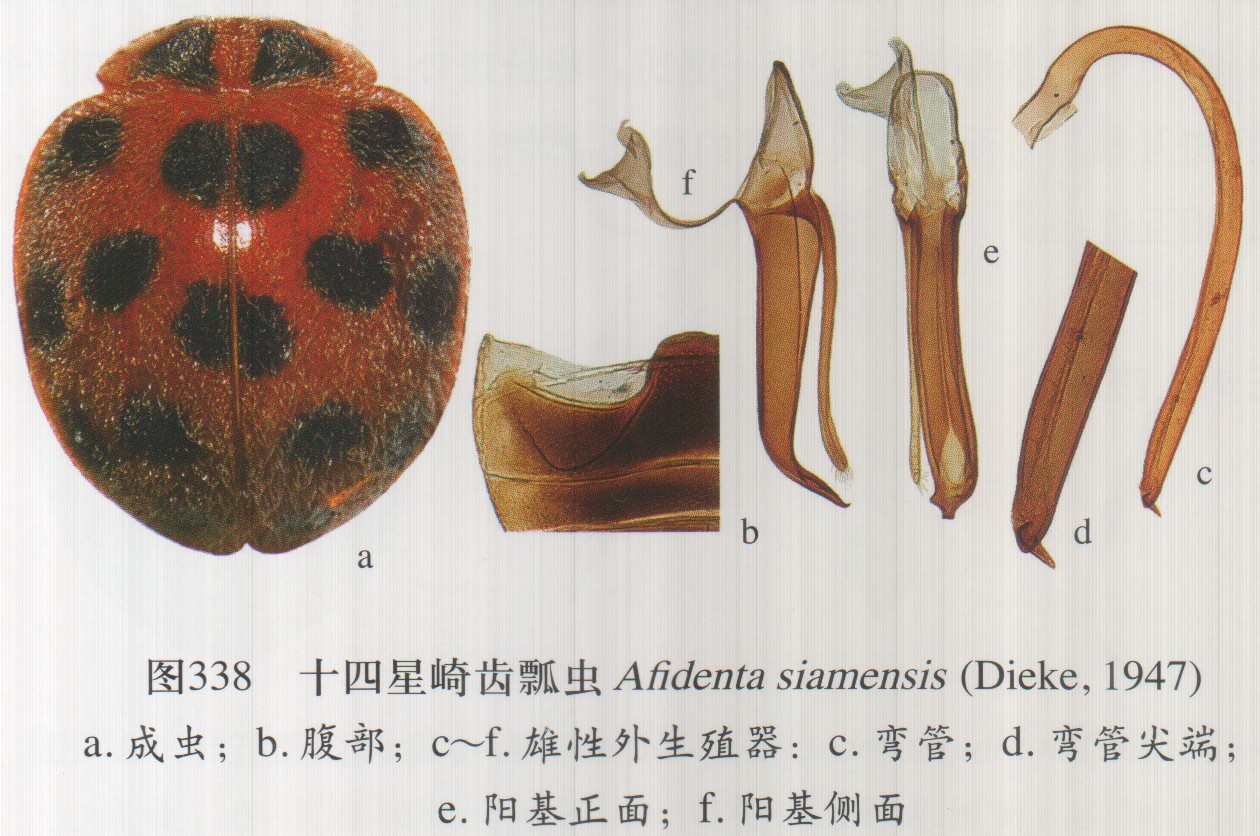 f
e
c
b
d
a
图338 十四星崎齿瓢虫 Afidenta siamensis (Dieke, 1947)
a. 成虫；b. 腹部；c～f. 雄性外生殖器：c. 弯管；d. 弯管尖端；
e. 阳基正面；f. 阳基侧面